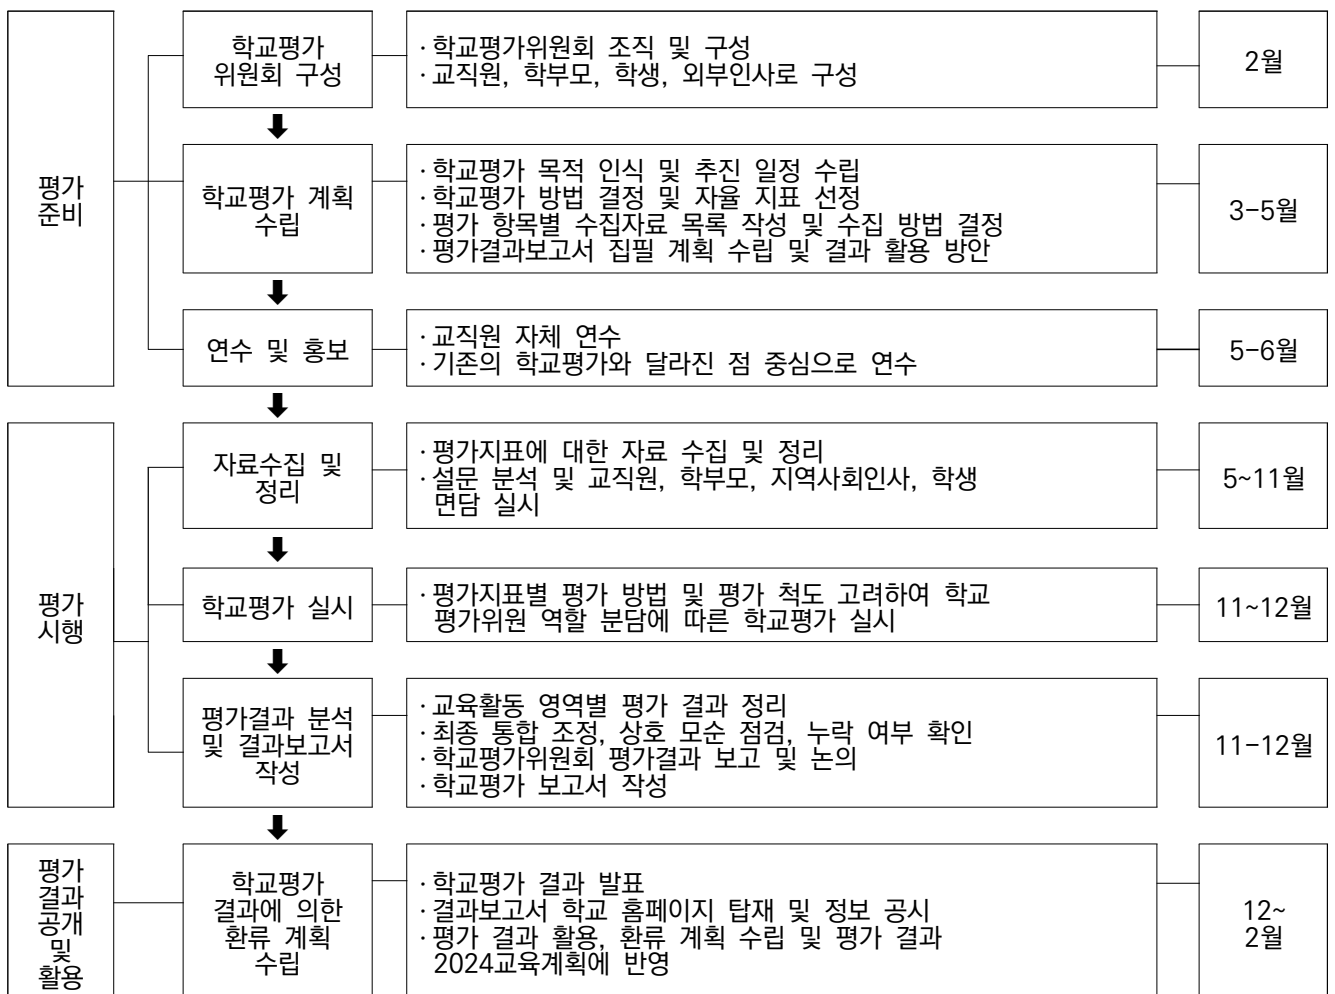 평가
준비
학교평가
위원회 구성
·학교평가위원회 조직 및 구성
·교직원, 학부모, 학생, 외부인사로 구성
2월
학교평가 계획
수립
·학교평가 목적 인식 및 추진 일정 수립
·학교평가 방법 결정 및 자율 지표 선정
·평가 항목별 수집자료 목록 작성 및 수집 방법 결정
·평가결과보고서 집필 계획 수립 및 결과 활용 방안
3-5월
연수 및 홍보
·교직원 자체 연수
·기존의 학교평가와 달라진 점 중심으로 연수
5-6월
평가
시행
자료수집 및
정리
·평가지표에 대한 자료 수집 및 정리
·설문 분석 및 교직원, 학부모, 지역사회인사, 학생
면담 실시
5~11월
학교평가 실시
·평가지표별 평가 방법 및 평가 척도 고려하여 학교
평가위원 역할 분담에 따른 학교평가 실시
11~12월
평가결과 분석
및 결과보고서
작성
·교육활동 영역별 평가 결과 정리
·최종 통합 조정, 상호 모순 점검, 누락 여부 확인
·학교평가위원회 평가결과 보고 및 논의
·학교평가 보고서 작성
11-12월
평가
결과
공개
및
활용
학교평가
결과에 의한
환류 계획
수립
·학교평가 결과 발표
·결과보고서 학교 홈페이지 탑재 및 정보 공시
·평가 결과 활용, 환류 계획 수립 및 평가 결과
2024교육계획에 반영
12~
2월